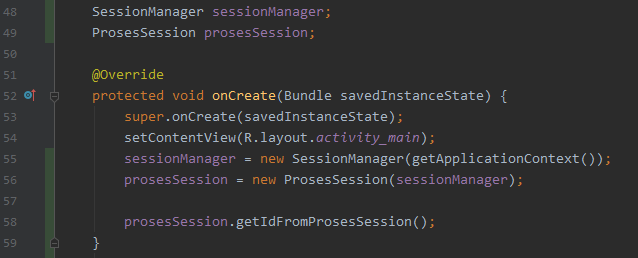 48 SessionManager sessionManager;
49 ProsesSession prosesSession;
50
51 @Override
52 protected void onCreate(Bundle savedInstanceState) {
53 super.onCreate(savedInstanceState);
54 setContentView(R.layout.activity_main);
55 sessionManager = new SessionManager(getApplicationContext());
56 prosesSession = new ProsesSession(sessionManager);
57
58 prosesSession.getIdFromProsesSession();
59 }